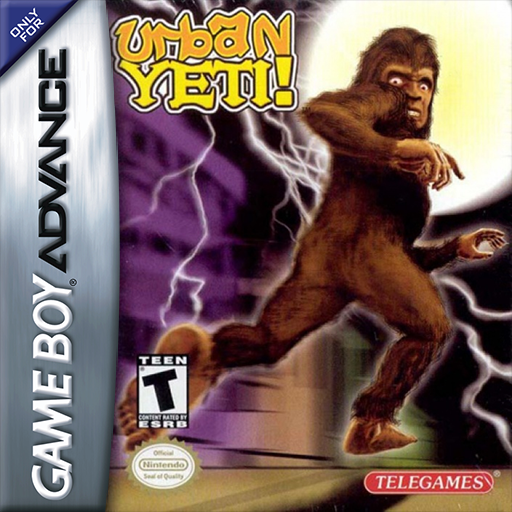 ONLY
FOR
GAME BOY ADVANCE
urban
YETI!
TEEN
T
CONTENT RATED BY
ESRB
Official
Nintendo
Seal of Quality
TELEGAMES